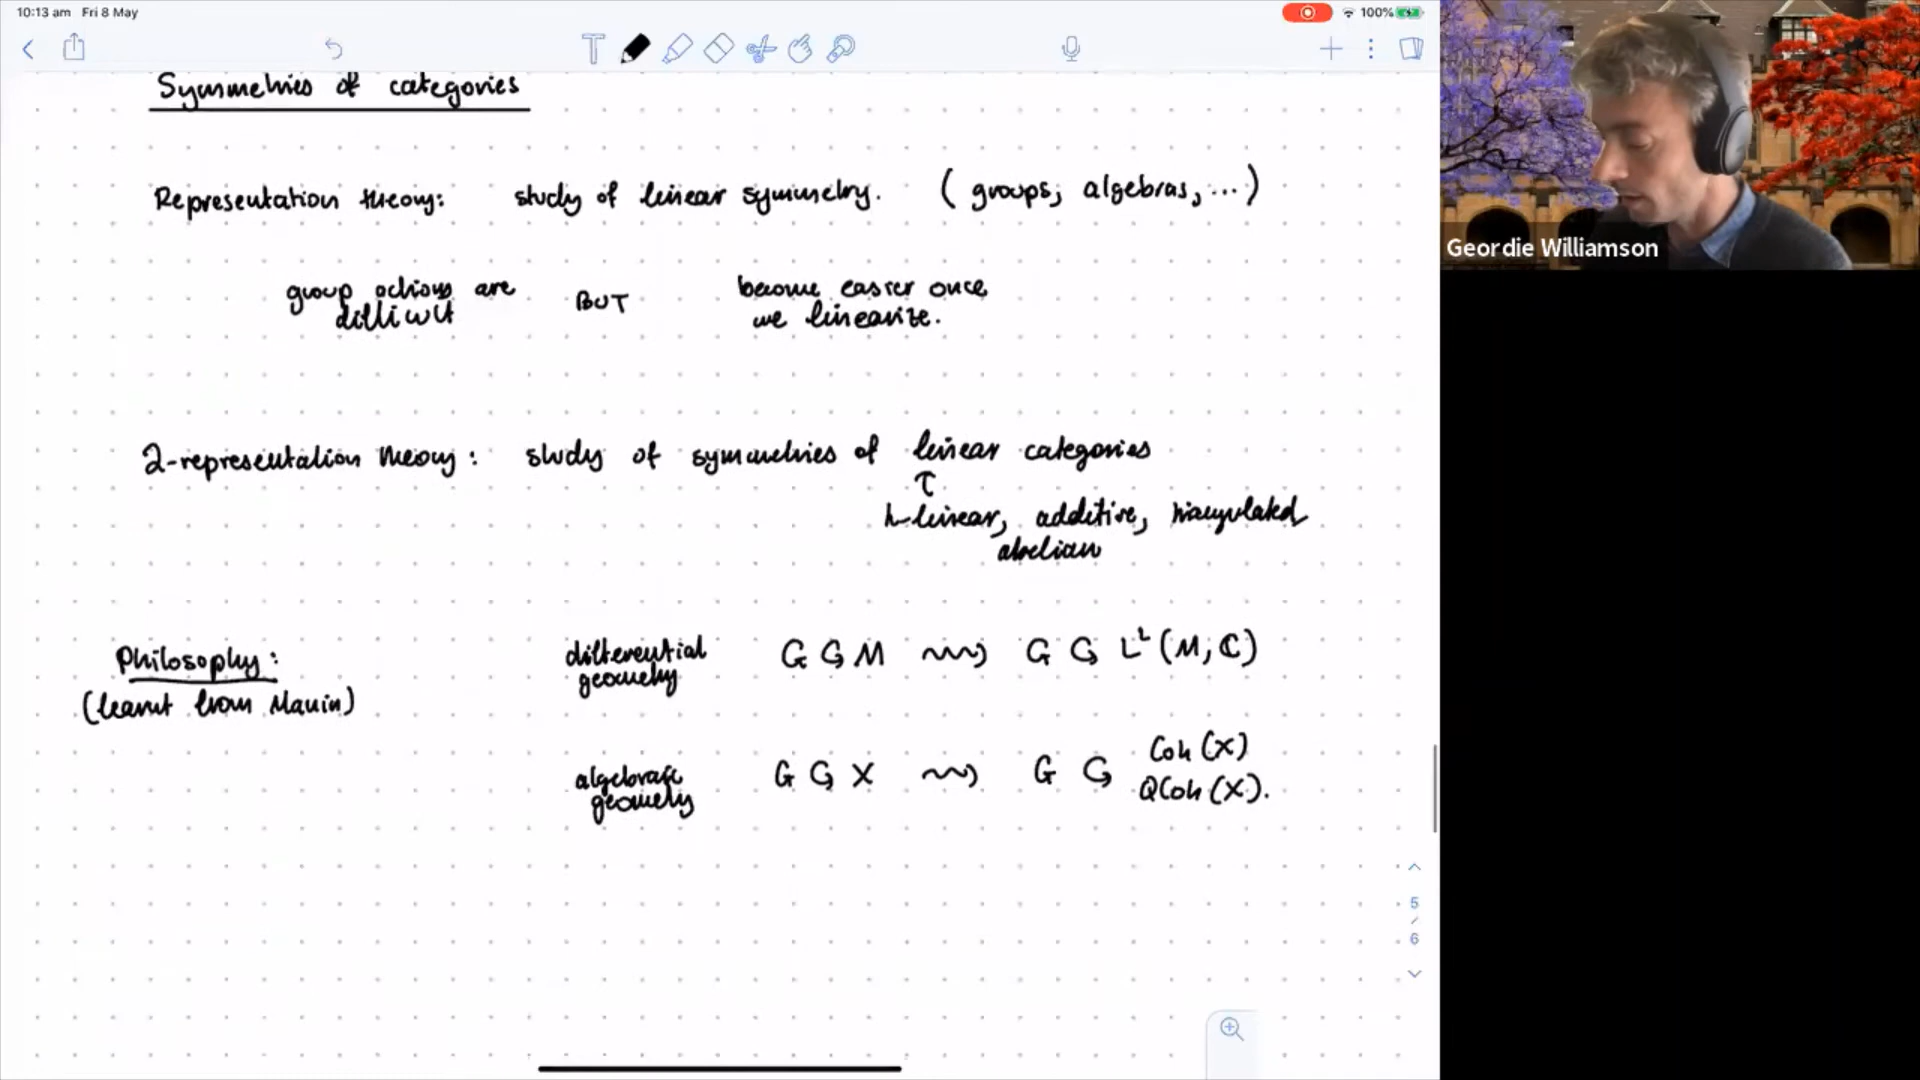 10:13 am Fri 8 May
100%
Symmetries of categories
Representation theory: study of linear symmetry. (groups, algebras, ...)
group actions are difficult BUT become easier once we linearize.
2-representation theory: study of symmetries of linear categories
↑
k-linear, additive, triangulated
abelian
Philosophy:
(learnt from Manin)
differential geometry G ↻ M ⇝ G ↻ L²(M, ℂ)
algebraic geometry G ↻ X ⇝ G ↻ Coh(X)
QCoh(X).
5
/
6
Geordie Williamson